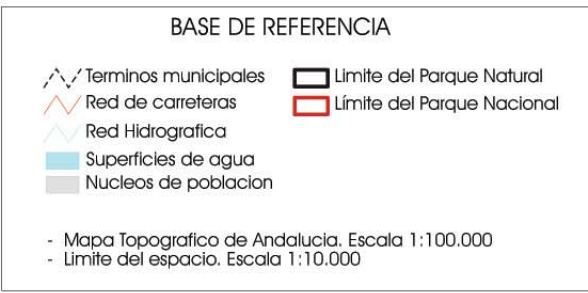 BASE DE REFERENCIA
Terminos municipales
Red de carreteras
Red Hidrografica
Superficies de agua
Nucleos de poblacion
Limite del Parque Natural
Límite del Parque Nacional
- Mapa Topografico de Andalucia. Escala 1:100.000
- Limite del espacio. Escala 1:10.000